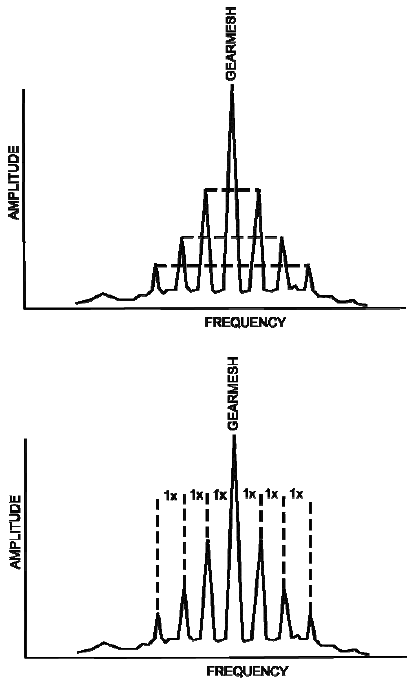 GEARMESH
AMPLITUDE
FREQUENCY
GEARMESH
1x 1x 1x 1x 1x 1x
AMPLITUDE
FREQUENCY